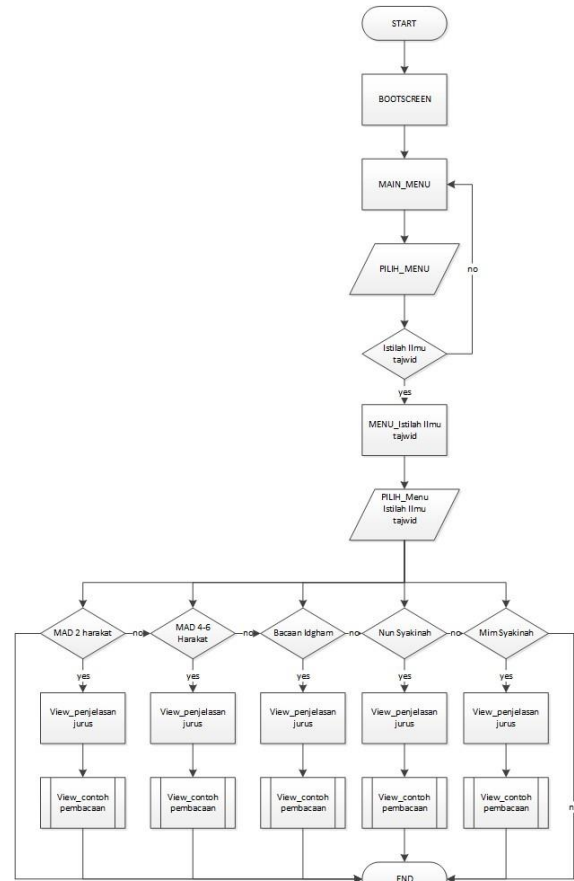 START
BOOTSCREEN
MAIN_MENU
PILIH_MENU
no
Istilah Ilmu
tajwid
yes
MENU_Istilah Ilmu
tajwid
PILIH_Menu
Istilah Ilmu
tajwid
MAD 2 harakat
no
MAD 4-6
Harakat
no
Bacaan Idgham
no
Nun Syakinah
no
Mim Syakinah
yes
yes
yes
yes
yes
View_penjelasan
jurus
View_penjelasan
jurus
View_penjelasan
jurus
View_penjelasan
jurus
View_penjelasan
jurus
View_contoh
pembacaan
View_contoh
pembacaan
View_contoh
pembacaan
View_contoh
pembacaan
View_contoh
pembacaan
END